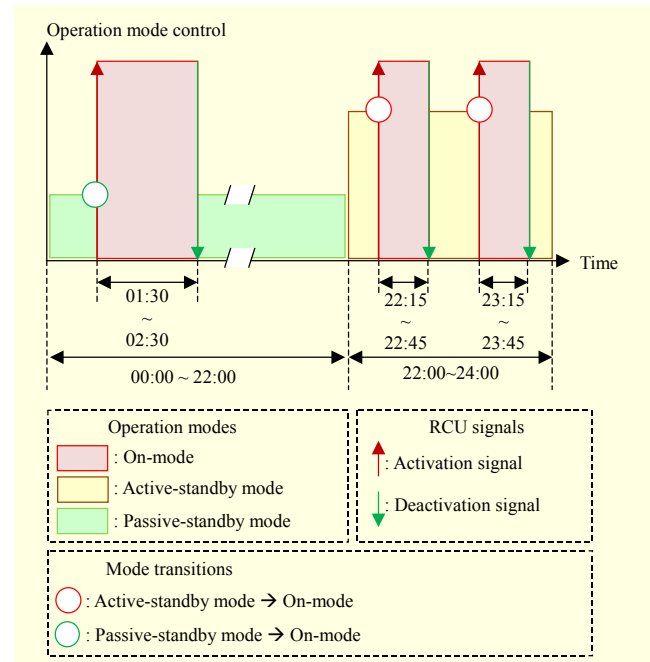 Operation mode control
Time
01:30
~
02:30
22:15
~
22:45
23:15
~
23:45
00:00 ~ 22:00
22:00~24:00
Operation modes
: On-mode
: Active-standby mode
: Passive-standby mode
RCU signals
: Activation signal
: Deactivation signal
Mode transitions
: Active-standby mode → On-mode
: Passive-standby mode → On-mode